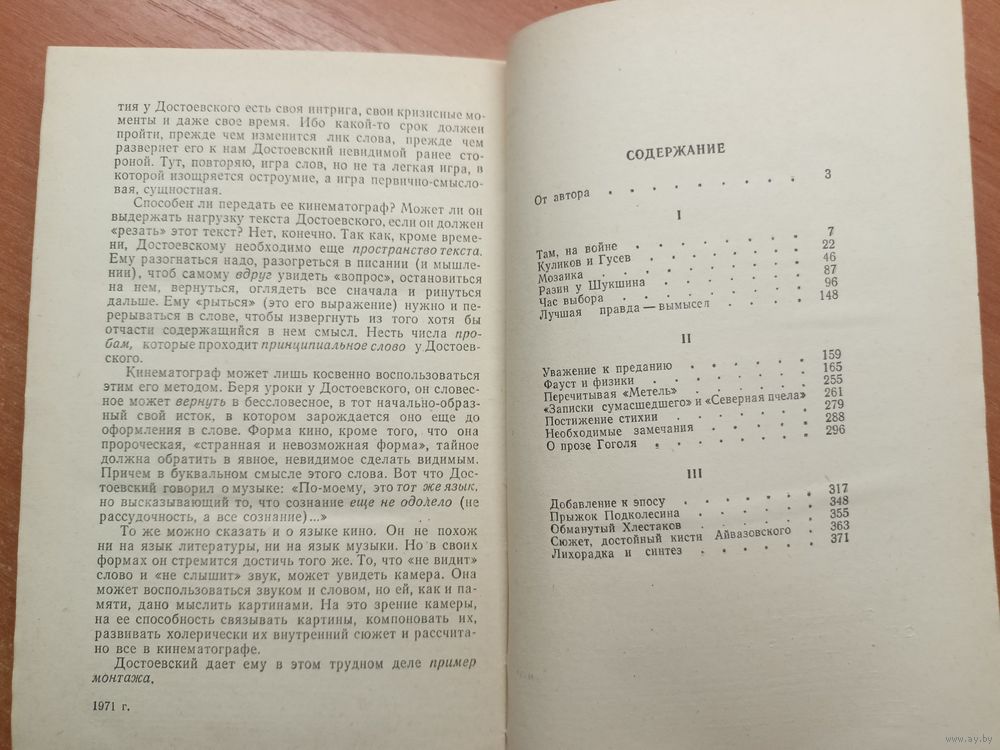 тия у Достоевского есть своя интрига, свои кризисные мо-
менты и даже свое время. Ибо какой-то срок должен
пройти, прежде чем изменится лик слова, прежде чем
развернет его к нам Достоевский невидимой ранее сто-
роной. Тут, повторяю, игра слов, но не та легкая игра, в
которой изощряется остроумие, а игра первично-смысло-
вая, сущностная.
Способен ли передать ее кинематограф? Может ли он
выдержать нагрузку текста Достоевского, если он должен
«резать» этот текст? Нет, конечно. Так как, кроме време-
ни, Достоевскому необходимо еще пространство текста.
Ему разогнаться надо, разогреться в писании (и мышле-
нии), чтоб самому вдруг увидеть «вопрос», остановиться
на нем, вернуться, оглядеть все сначала и ринуться
дальше. Ему «рыться» (это его выражение) нужно и пе-
рерываться в слове, чтобы извергнуть из того хотя бы
отчасти содержащийся в нем смысл. Несть числа про-
бам, которые проходит принципиальное слово у Достоев-
ского.
Кинематограф может лишь косвенно воспользоваться
этим его методом. Беря уроки у Достоевского, он словес-
ное может вернуть в бессловесное, в тот начально-образ-
ный свой исток, в котором зарождается оно еще до
оформления в слове. Форма кино, кроме того, что она
пророческая, «странная и невозможная форма», тайное
должна обратить в явное, невидимое сделать видимым.
Причем в буквальном смысле этого слова. Вот что Дос-
тоевский говорил о музыке: «По-моему, это тот же язык,
но высказывающий то, что сознание еще не одолело (не
рассудочность, а все сознание)...»
То же можно сказать и о языке кино. Он не похож
ни на язык литературы, ни на язык музыки. Но в своих
формах он стремится достичь того же. То, что «не видит»
слово и «не слышит» звук, может увидеть камера. Она
может воспользоваться звуком и словом, но ей, как и па-
мяти, дано мыслить картинами. На это зрение камеры,
на ее способность связывать картины, компоновать их,
развивать холерически их внутренний сюжет и рассчита-
но все в кинематографе.
Достоевский дает ему в этом трудном деле пример
монтажа.
1971 г.
СОДЕРЖАНИЕ
От автора . . . . . . . . . 3
I
Там, на войне . . . . . . . . 7
Куликов и Гусев . . . . . . . 22
Мозаика . . . . . . . . 46
Разин у Шукшина . . . . . . 87
Час выбора . . . . . . . . 96
Лучшая правда — вымысел . . . . 148
II
Уважение к преданию . . . . . . 159
Фауст и физики . . . . . . . 165
Перечитывая «Метель» . . . . . . 255
«Записки сумасшедшего» и «Северная пчела» 261
Постижение стихии . . . . . . 279
Необходимые замечания . . . . . 288
О прозе Гоголя . . . . . . . 296
III
Добавление к эпосу . . . . . . 317
Прыжок Подколесина . . . . . . 348
Обманутый Хлестаков . . . . . . 355
Сюжет, достойный кисти Айвазовского . . 363
Лихорадка и синтез . . . . . . 371
www.ay.by